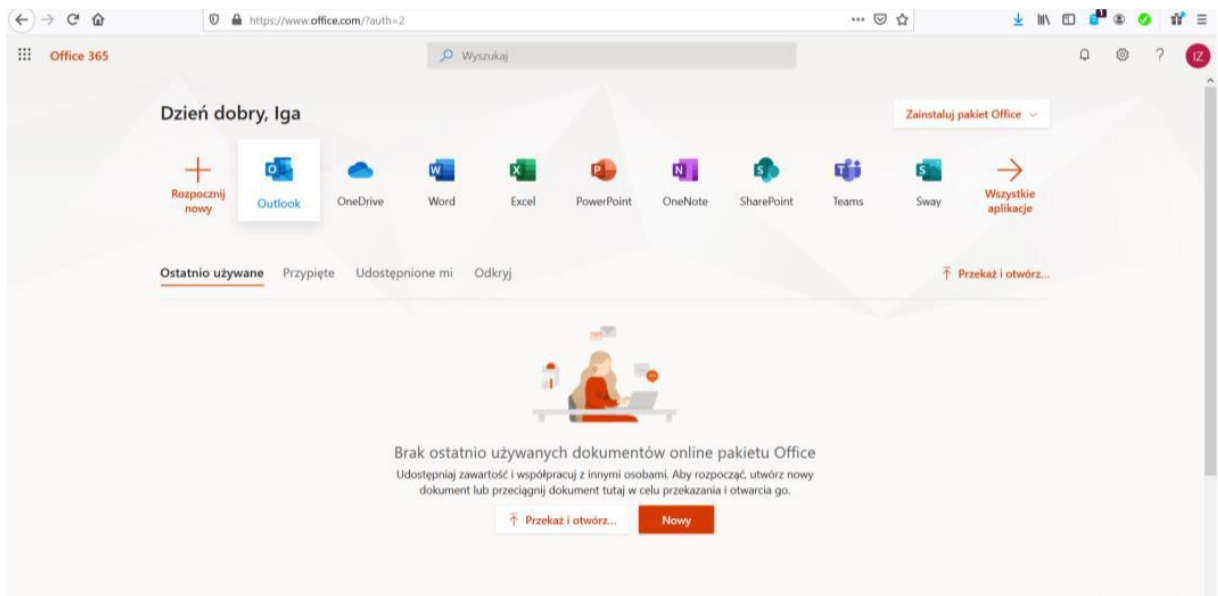 https://www.office.com/?auth=2
1
Office 365
Wyszukaj
?
IZ
Dzień dobry, Iga
Zainstaluj pakiet Office
Rozpocznij nowy
Outlook
OneDrive
Word
Excel
PowerPoint
OneNote
SharePoint
Teams
Sway
Wszystkie aplikacje
Ostatnio używane Przypięte Udostępnione mi Odkryj
Przekaż i otwórz...
Brak ostatnio używanych dokumentów online pakietu Office
Udostępniaj zawartość i współpracuj z innymi osobami. Aby rozpocząć, utwórz nowy
dokument lub przeciągnij dokument tutaj w celu przekazania i otwarcia go.
Przekaż i otwórz...
Nowy